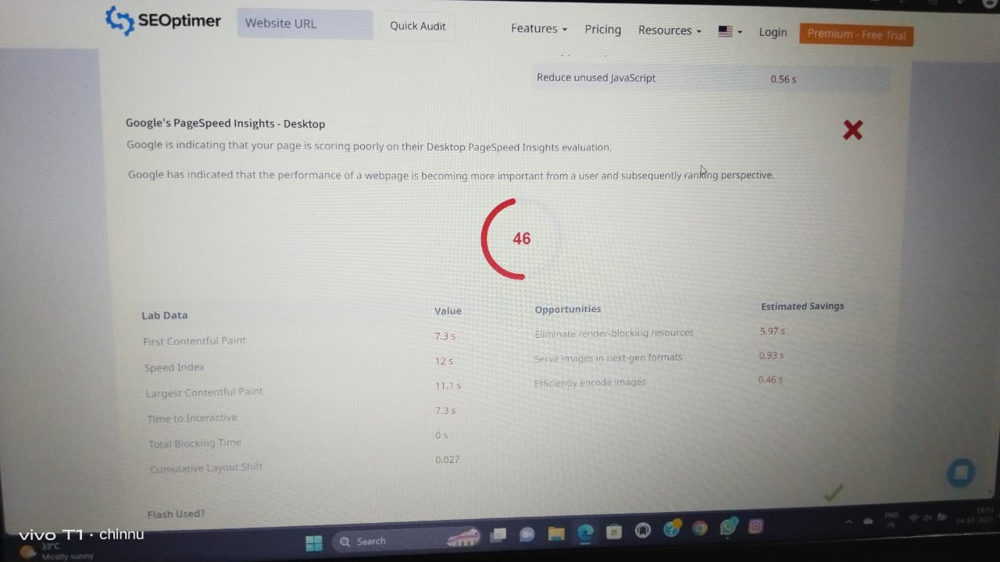 SEOptimer
Website URL
Quick Audit
Features
Pricing
Resources
Login
Premium - Free Trial
Reduce unused JavaScript 0.56 s
Google's PageSpeed Insights - Desktop
Google is indicating that your page is scoring poorly on their Desktop PageSpeed Insights evaluation.
Google has indicated that the performance of a webpage is becoming more important from a user and subsequently ranking perspective.
46
Lab Data Value
First Contentful Paint 7.3 s
Speed Index 12 s
Largest Contentful Paint 11.1 s
Time to Interactive 7.3 s
Total Blocking Time 0 s
Cumulative Layout Shift 0.027
Opportunities Estimated Savings
Eliminate render-blocking resources 5.97 s
Serve images in next-gen formats 0.93 s
Efficiently encode images 0.46 s
Flash Used?
vivo T1 · chinnu
33°C
Mostly sunny
Search
ENG
IN
18:53